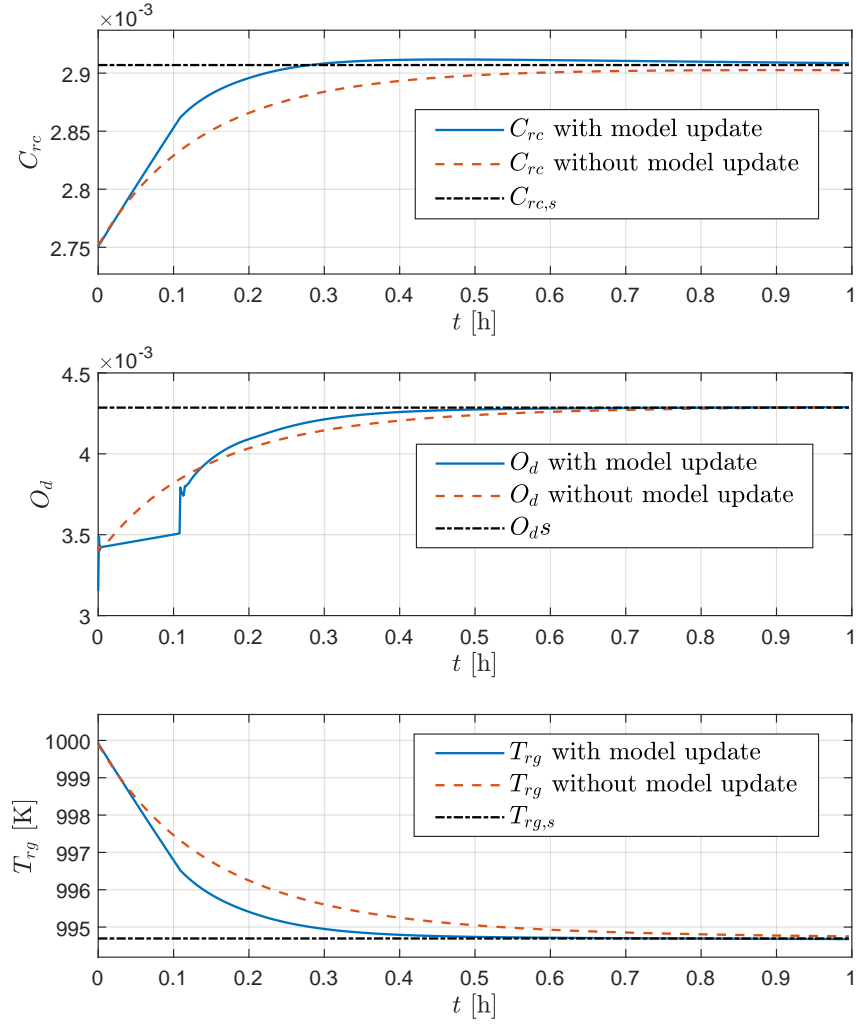 ×10⁻³
2.9
2.85
2.8
2.75
C_rc
C_rc with model update
C_rc without model update
C_rc,s
0 0.1 0.2 0.3 0.4 0.5 0.6 0.7 0.8 0.9 1
t [h]
×10⁻³
4.5
4
3.5
3
O_d
O_d with model update
O_d without model update
O_d s
0 0.1 0.2 0.3 0.4 0.5 0.6 0.7 0.8 0.9 1
t [h]
1000
999
998
997
996
995
T_rg [K]
T_rg with model update
T_rg without model update
T_rg,s
0 0.1 0.2 0.3 0.4 0.5 0.6 0.7 0.8 0.9 1
t [h]